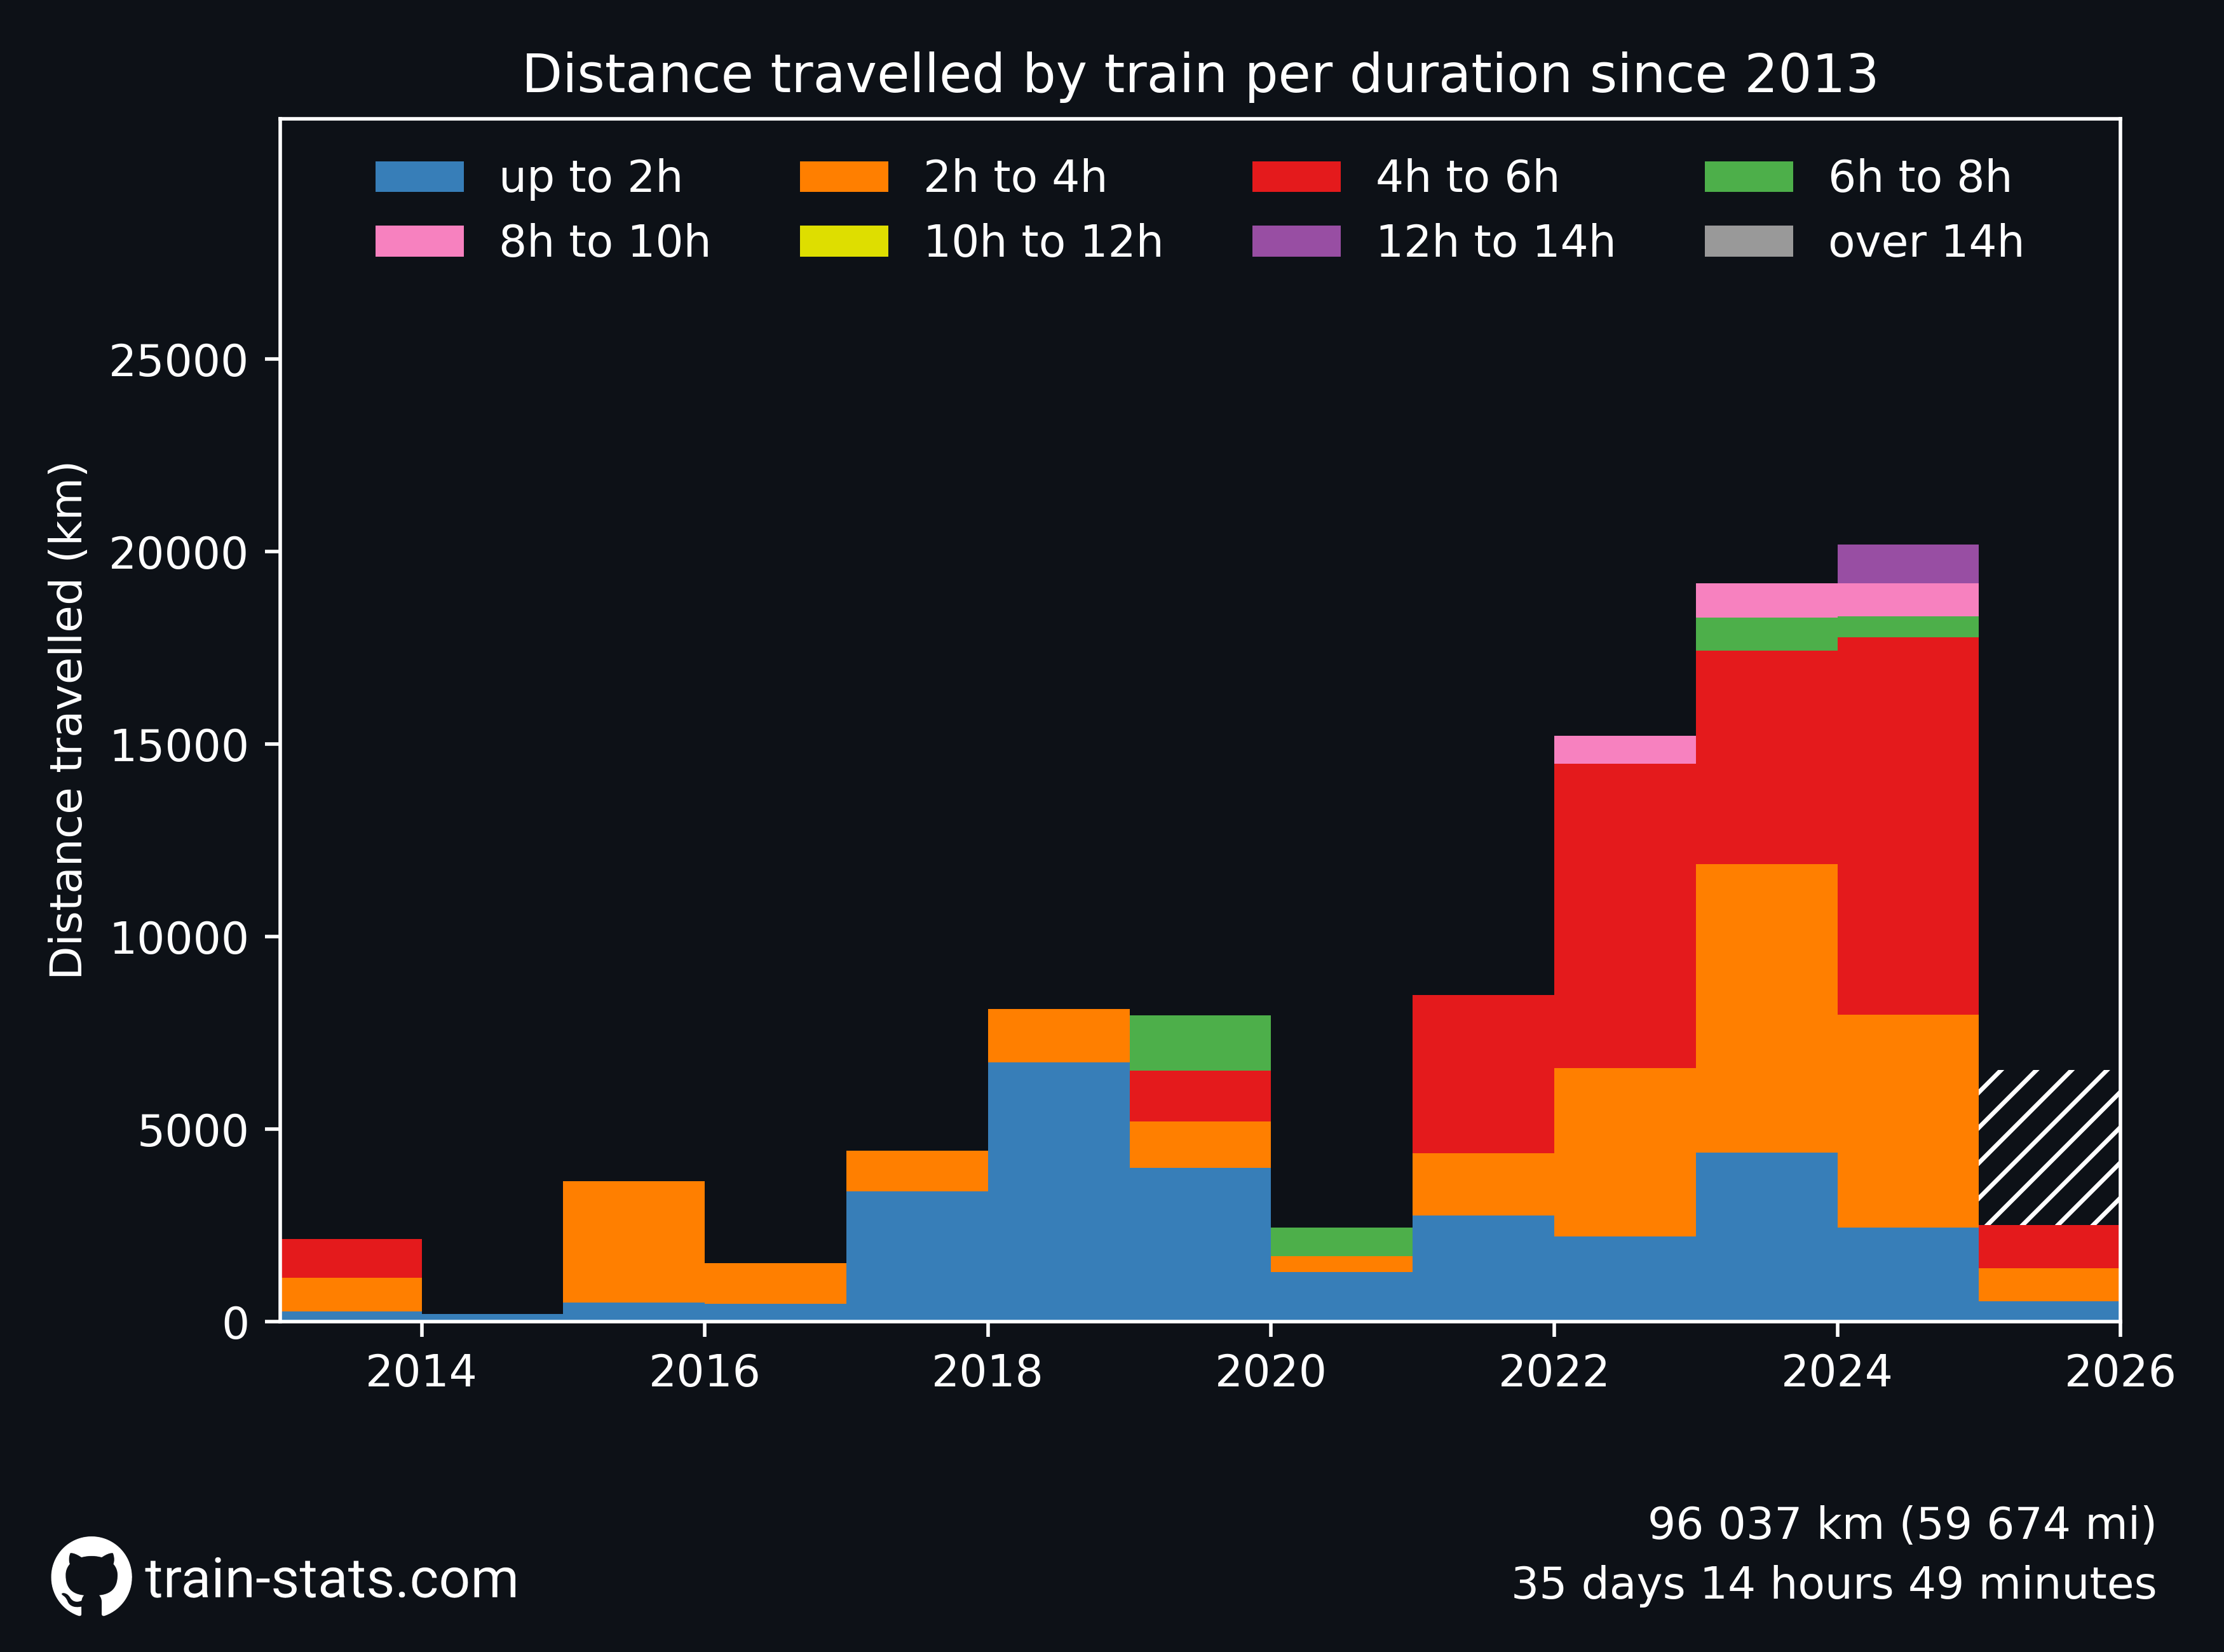 Distance travelled by train per duration since 2013
up to 2h 2h to 4h 4h to 6h 6h to 8h
8h to 10h 10h to 12h 12h to 14h over 14h
Distance travelled (km)
25000
20000
15000
10000
5000
0
2014 2016 2018 2020 2022 2024 2026
96 037 km (59 674 mi)
35 days 14 hours 49 minutes
train-stats.com